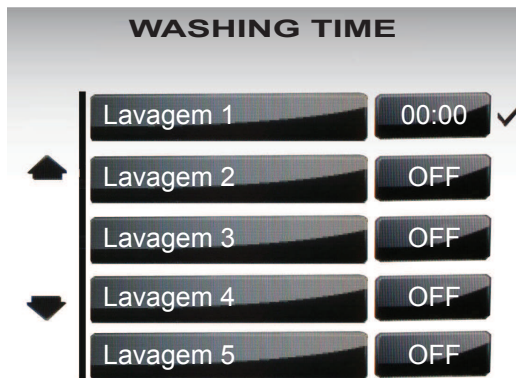 WASHING TIME
Lavagem 1 00:00
Lavagem 2 OFF
Lavagem 3 OFF
Lavagem 4 OFF
Lavagem 5 OFF